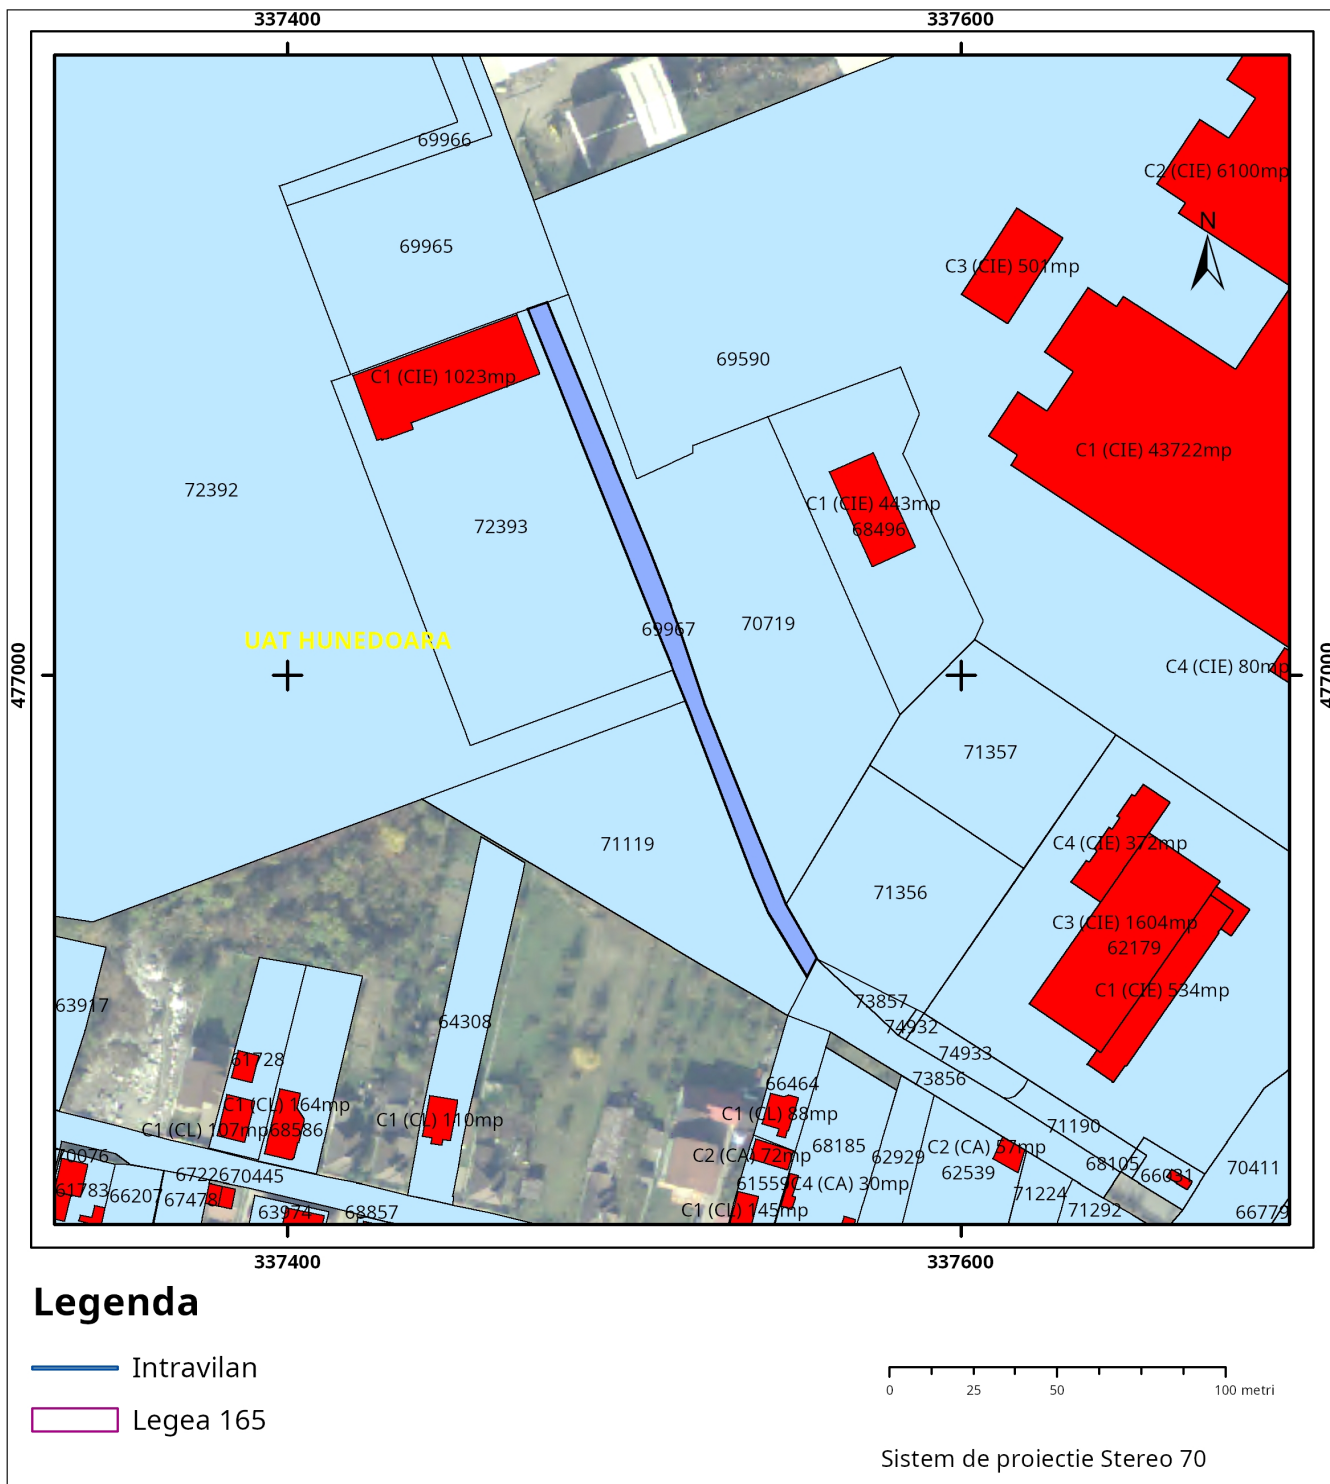 337400
337600
69966
C2 (CIE) 6100mp
N
69965
C3 (CIE) 501mp
69590
C1 (CIE) 1023mp
C1 (CIE) 43722mp
72392
C1 (CIE) 443mp
72393
68496
70719
69967
UAT HUNEDOARA
477000
477000
C4 (CIE) 80mp
71357
71119
C4 (CIE) 372mp
71356
C3 (CIE) 1604mp
62179
C1 (CIE) 534mp
63917
73857
64308
74932
74933
61728
73856
66464
C1 (CL) 164mp
C1 (CL) 88mp
C1 (CL) 110mp
71190
C1 (CL) 107mp
68586
68185
C2 (CA) 57mp
70076
C2 (CA) 72mp
62929
68105
70411
67226
70445
62539
66031
61783
66207
67478
61559
C4 (CA) 30mp
71224
63974
68857
C1 (CL) 145mp
71292
66779
337400
337600
Legenda
Intravilan
Legea 165
0 25 50 100 metri
Sistem de proiectie Stereo 70